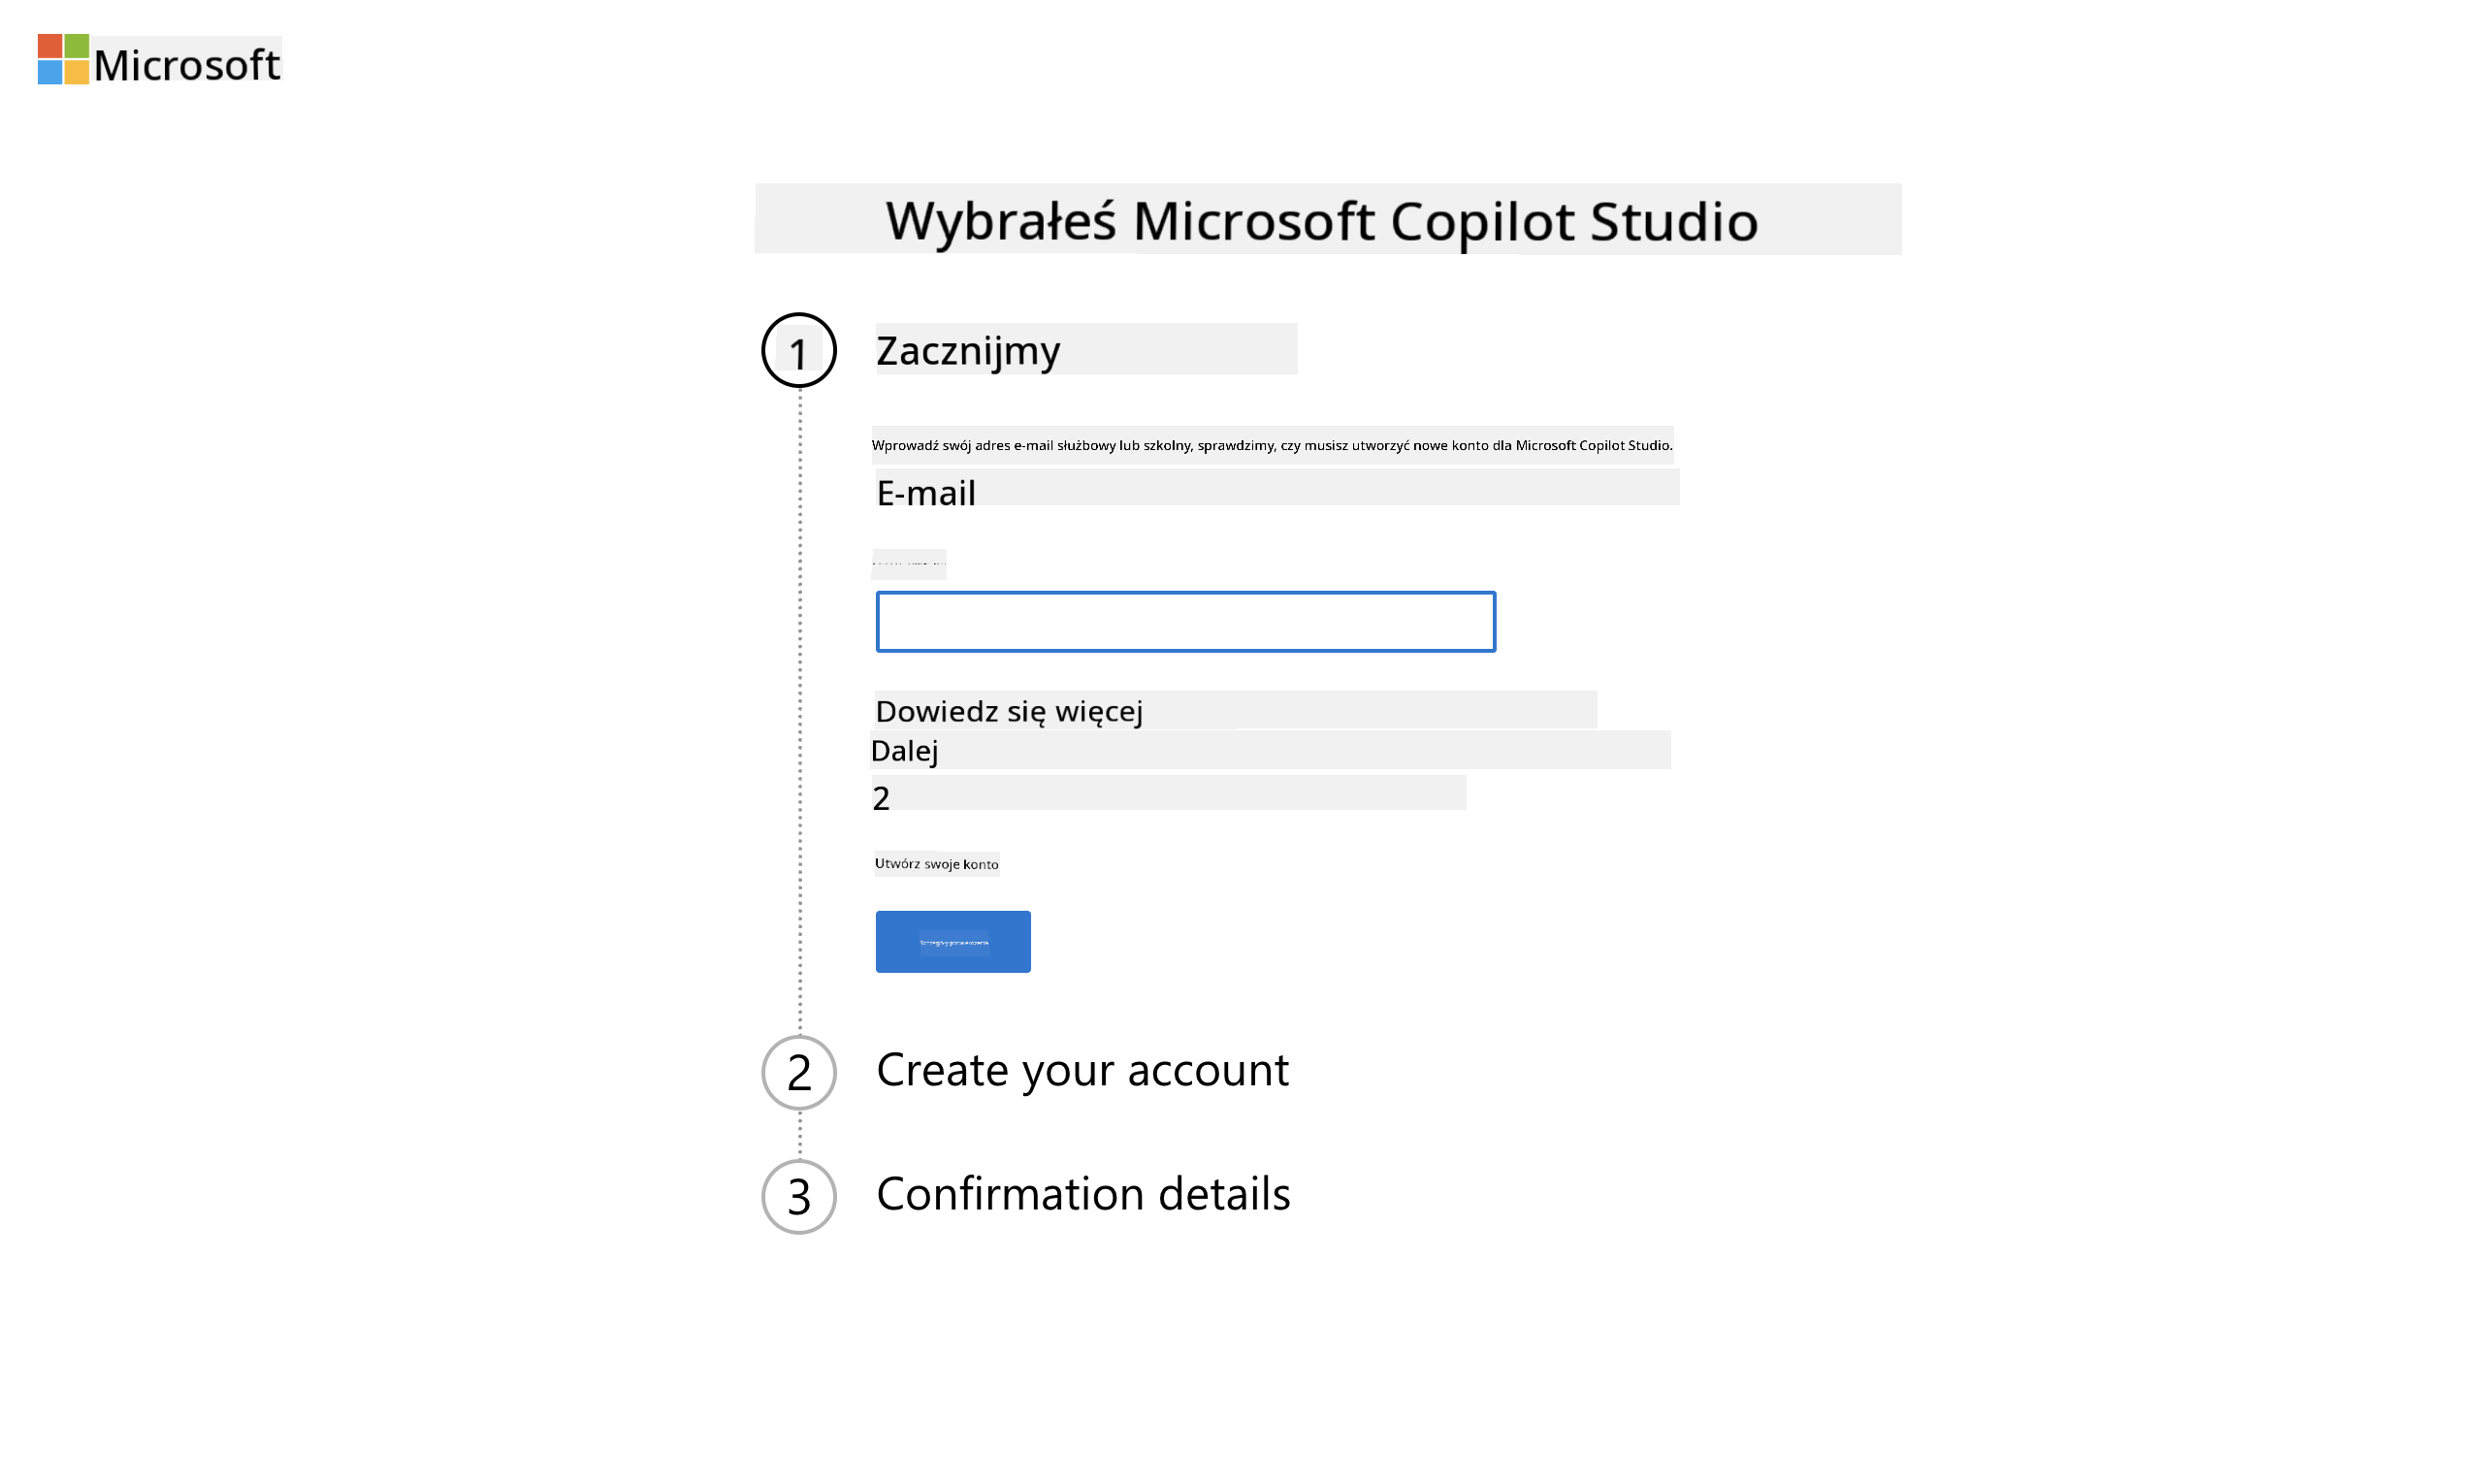 Microsoft
Wybrałeś Microsoft Copilot Studio
1
Zacznijmy
Wprowadź swój adres e-mail służbowy lub szkolny, sprawdzimy, czy musisz utworzyć nowe konto dla Microsoft Copilot Studio.
E-mail
Dowiedz się więcej
Dalej
2
Utwórz swoje konto
Szczegóły potwierdzenia
2
Create your account
3
Confirmation details